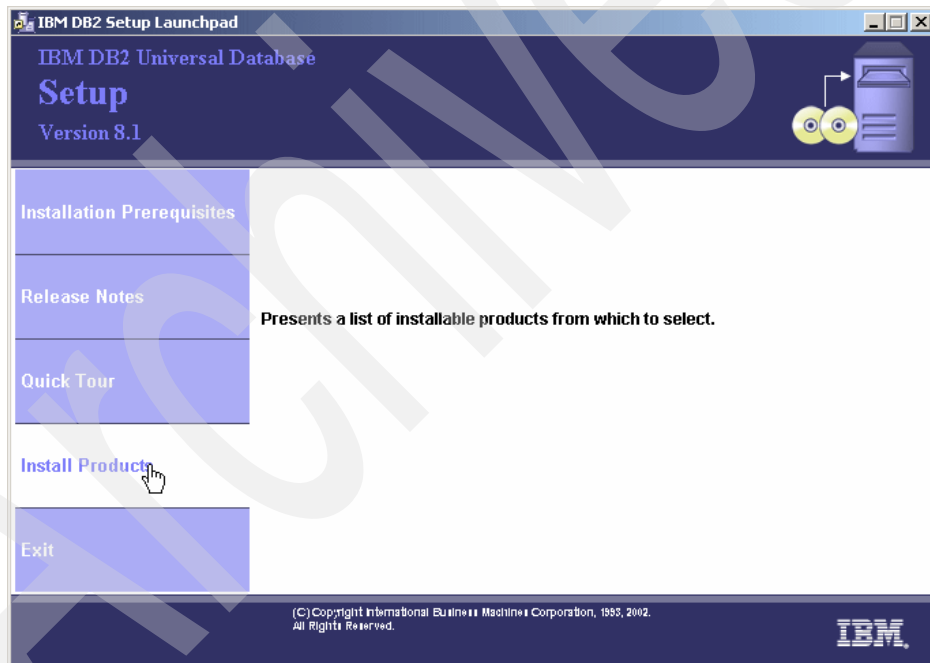 IBM DB2 Setup Launchpad
IBM DB2 Universal Database
Setup
Version 8.1
Installation Prerequisites
Release Notes
Presents a list of installable products from which to select.
Quick Tour
Install Products
Exit
(C) Copyright International Business Machines Corporation, 1993, 2002.
All Rights Reserved.
IBM.